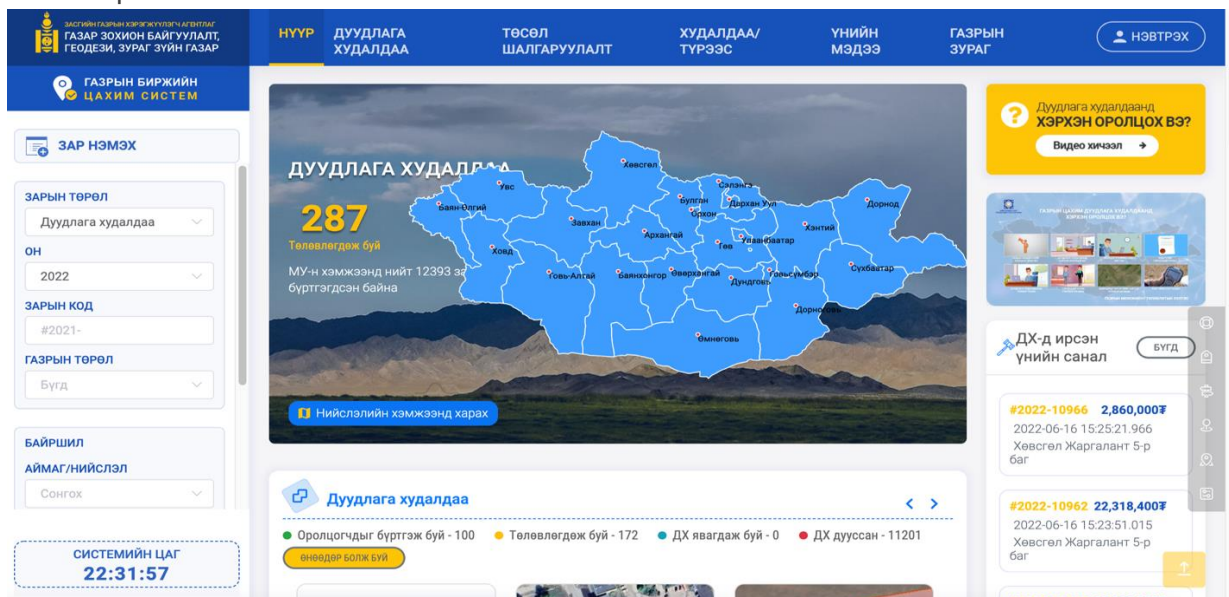 ЗАСГИЙН ГАЗРЫН ХЭРЭГЖҮҮЛЭГЧ АГЕНТЛАГ
ГАЗАР ЗОХИОН БАЙГУУЛАЛТ,
ГЕОДЕЗИ, ЗУРАГ ЗҮЙН ГАЗАР
НҮҮР
ДУУДЛАГА
ХУДАЛДАА
ТӨСӨЛ
ШАЛГАРУУЛАЛТ
ХУДАЛДАА/
ТҮРЭЭС
ҮНИЙН
МЭДЭЭ
ГАЗРЫН
ЗУРАГ
НЭВТРЭХ
ГАЗРЫН БИРЖИЙН
ЦАХИМ СИСТЕМ
ЗАР НЭМЭХ
ЗАРЫН ТӨРӨЛ
Дуудлага худалдаа
ОН
2022
ЗАРЫН КОД
#2021-
ГАЗРЫН ТӨРӨЛ
Бүгд
БАЙРШИЛ
АЙМАГ/НИЙСЛЭЛ
Сонгох
СИСТЕМИЙН ЦАГ
22:31:57
ДУУДЛАГА ХУДАЛДАА
287
Төлөвлөгдөж буй
МУ-н хэмжээнд нийт 12393 за
бүртгэгдсэн байна
Хөвсгөл
Увс
Сэлэнгэ
Баян-Өлгий
Булган
Дархан Уул
Дорнод
Орхон
Завхан
Хэнтий
Архангай
Улаанбаатар
Төв
Ховд
Говь-Алтай
Баянхонгор
Өвөрхангай
Говьсүмбэр
Сүхбаатар
Дундговь
Дорноговь
Өмнөговь
Нийслэлийн хэмжээнд харах
Дуудлага худалдаа
Оролцогчдыг бүртгэж буй - 100
Төлөвлөгдөж буй - 172
ДХ явагдаж буй - 0
ДХ дууссан - 11201
ӨНӨӨДӨР БОЛЖ БУЙ
Дуудлага худалдаанд
ХЭРХЭН ОРОЛЦОХ ВЭ?
Видео хичээл
ДХ-д ирсэн
үнийн санал
БҮГД
#2022-10966 2,860,000₮
2022-06-16 15:25:21.966
Хөвсгөл Жаргалант 5-р
баг
#2022-10962 22,318,400₮
2022-06-16 15:23:51.015
Хөвсгөл Жаргалант 5-р
баг